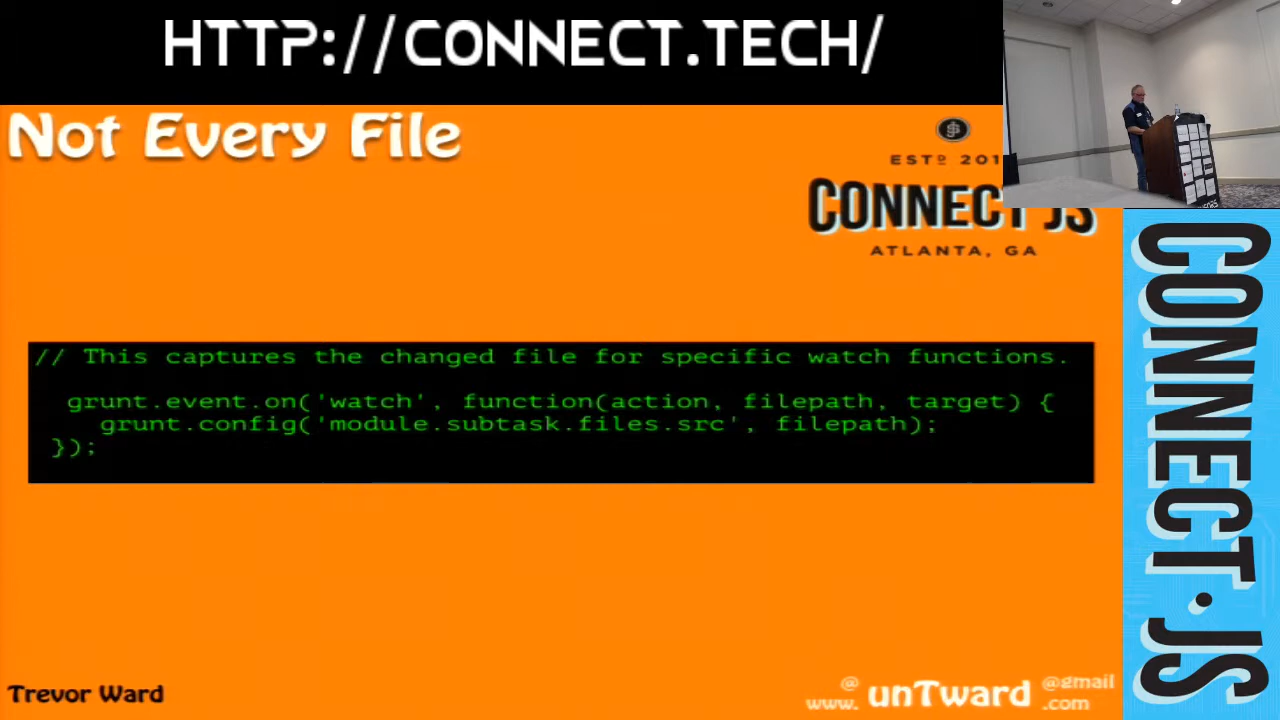 HTTP://CONNECT.TECH/
Not Every File
ESTD 201
CONNECT JS
ATLANTA, GA
// This captures the changed file for specific watch functions.
grunt.event.on('watch', function(action, filepath, target) {
grunt.config('module.subtask.files.src', filepath);
});
Trevor Ward
@ unTward @gmail
www. .com
CONNECT.JS